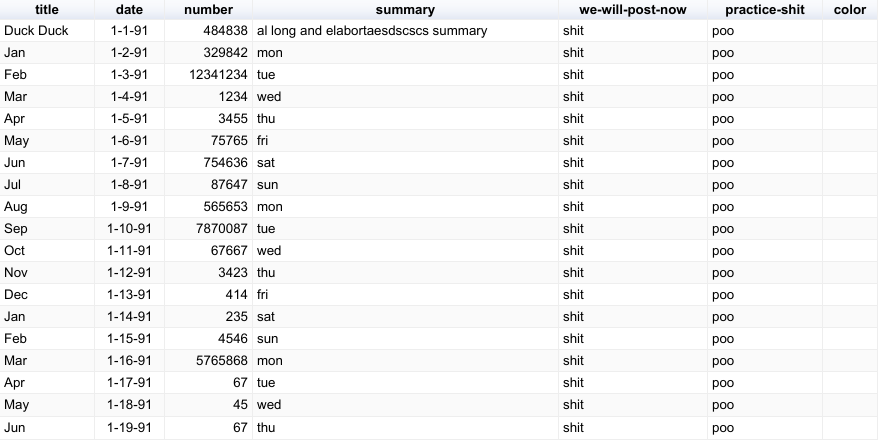 title date number summary we-will-post-now practice-shit color
Duck Duck 1-1-91 484838 al long and elabortaesdscscs summary shit poo
Jan 1-2-91 329842 mon shit poo
Feb 1-3-91 12341234 tue shit poo
Mar 1-4-91 1234 wed shit poo
Apr 1-5-91 3455 thu shit poo
May 1-6-91 75765 fri shit poo
Jun 1-7-91 754636 sat shit poo
Jul 1-8-91 87647 sun shit poo
Aug 1-9-91 565653 mon shit poo
Sep 1-10-91 7870087 tue shit poo
Oct 1-11-91 67667 wed shit poo
Nov 1-12-91 3423 thu shit poo
Dec 1-13-91 414 fri shit poo
Jan 1-14-91 235 sat shit poo
Feb 1-15-91 4546 sun shit poo
Mar 1-16-91 5765868 mon shit poo
Apr 1-17-91 67 tue shit poo
May 1-18-91 45 wed shit poo
Jun 1-19-91 67 thu shit poo